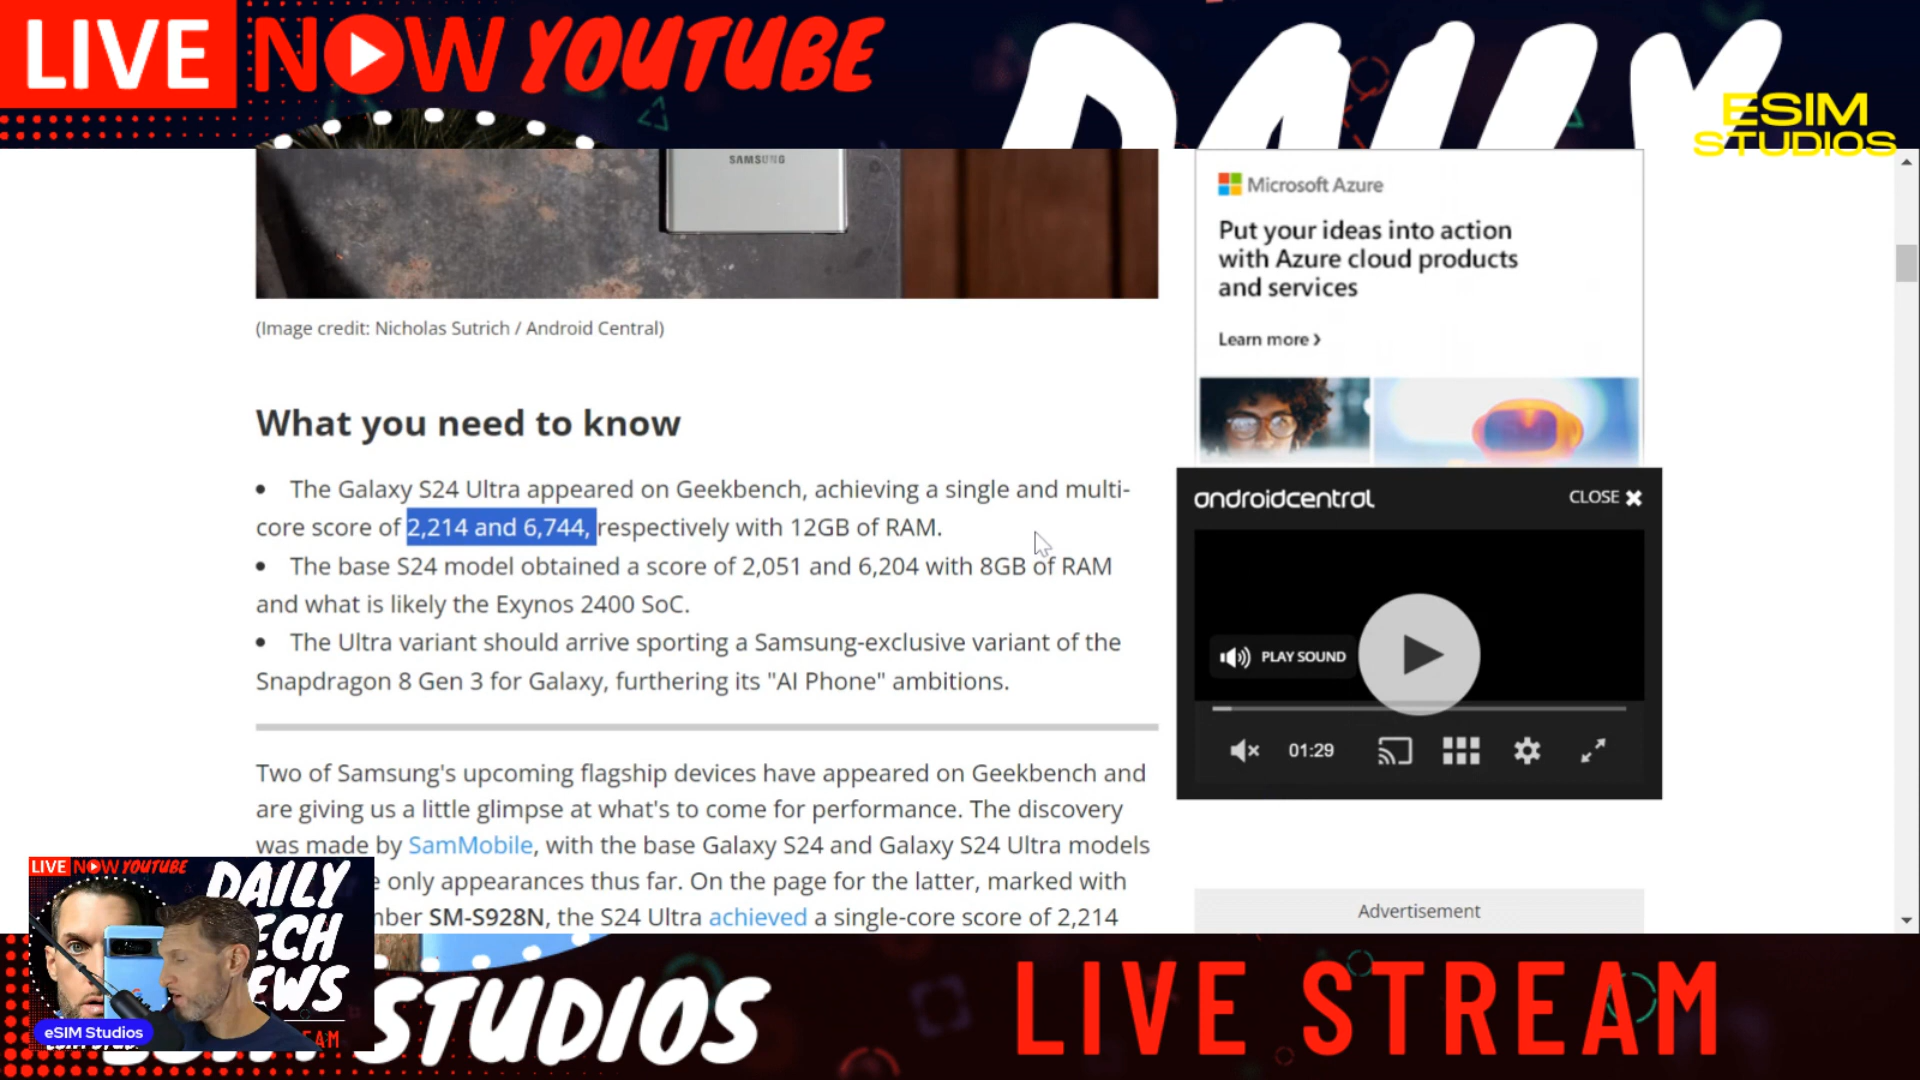 LIVE NOW YOUTUBE
DAILY
ESIM
STUDIOS
SAMSUNG
(Image credit: Nicholas Sutrich / Android Central)
What you need to know
• The Galaxy S24 Ultra appeared on Geekbench, achieving a single and multi-
core score of 2,214 and 6,744, respectively with 12GB of RAM.
• The base S24 model obtained a score of 2,051 and 6,204 with 8GB of RAM
and what is likely the Exynos 2400 SoC.
• The Ultra variant should arrive sporting a Samsung-exclusive variant of the
Snapdragon 8 Gen 3 for Galaxy, furthering its "AI Phone" ambitions.
Two of Samsung's upcoming flagship devices have appeared on Geekbench and
are giving us a little glimpse at what's to come for performance. The discovery
was made by SamMobile, with the base Galaxy S24 and Galaxy S24 Ultra models
only appearances thus far. On the page for the latter, marked with
mber SM-S928N, the S24 Ultra achieved a single-core score of 2,214
Microsoft Azure
Put your ideas into action
with Azure cloud products
and services
Learn more ›
androidcentral
CLOSE ✖
PLAY SOUND
01:29
Advertisement
LIVE NOW YOUTUBE
DAILY
ECH
EWS
eSIM Studios
STUDIOS
LIVE STREAM